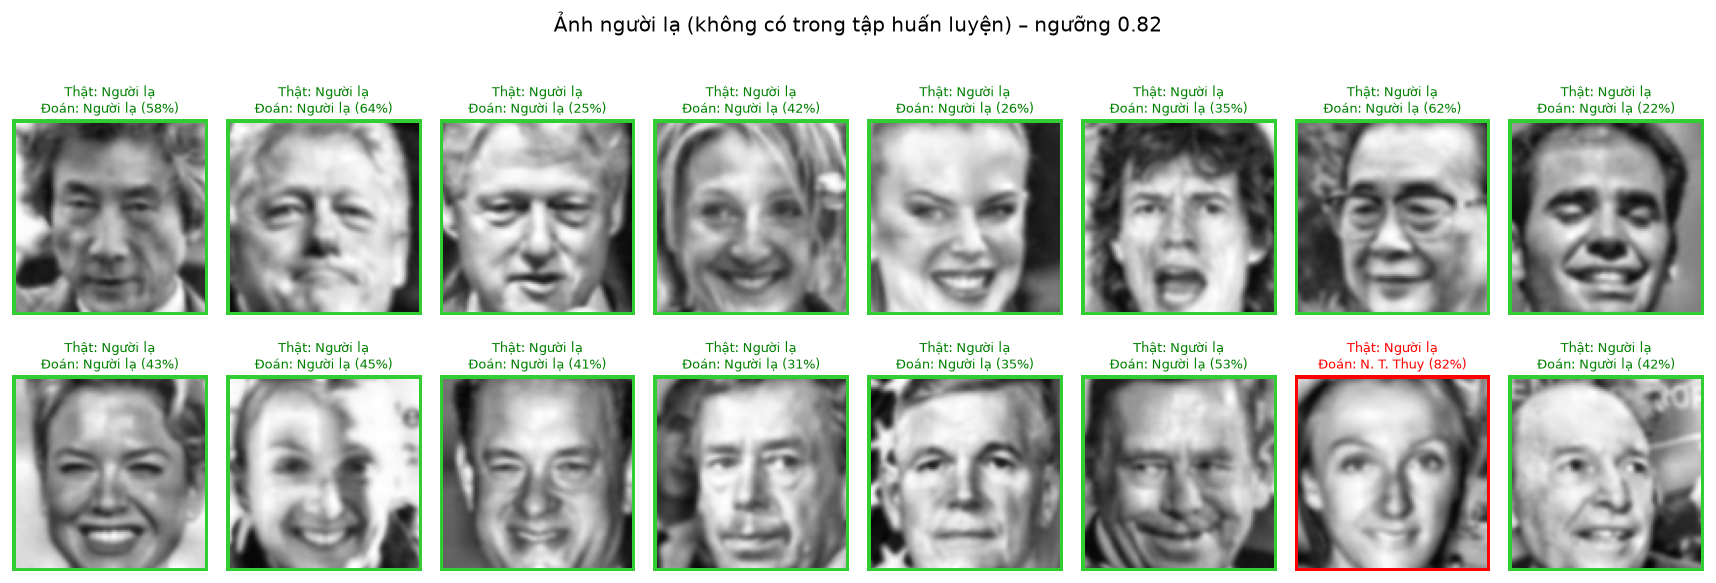 Ảnh người lạ (không có trong tập huấn luyện) – ngưỡng 0.82
Thật: Người lạ
Đoán: Người lạ (58%)
Thật: Người lạ
Đoán: Người lạ (64%)
Thật: Người lạ
Đoán: Người lạ (25%)
Thật: Người lạ
Đoán: Người lạ (42%)
Thật: Người lạ
Đoán: Người lạ (26%)
Thật: Người lạ
Đoán: Người lạ (35%)
Thật: Người lạ
Đoán: Người lạ (62%)
Thật: Người lạ
Đoán: Người lạ (22%)
Thật: Người lạ
Đoán: Người lạ (43%)
Thật: Người lạ
Đoán: Người lạ (45%)
Thật: Người lạ
Đoán: Người lạ (41%)
Thật: Người lạ
Đoán: Người lạ (31%)
Thật: Người lạ
Đoán: Người lạ (35%)
Thật: Người lạ
Đoán: Người lạ (53%)
Thật: Người lạ
Đoán: N. T. Thuy (82%)
Thật: Người lạ
Đoán: Người lạ (42%)